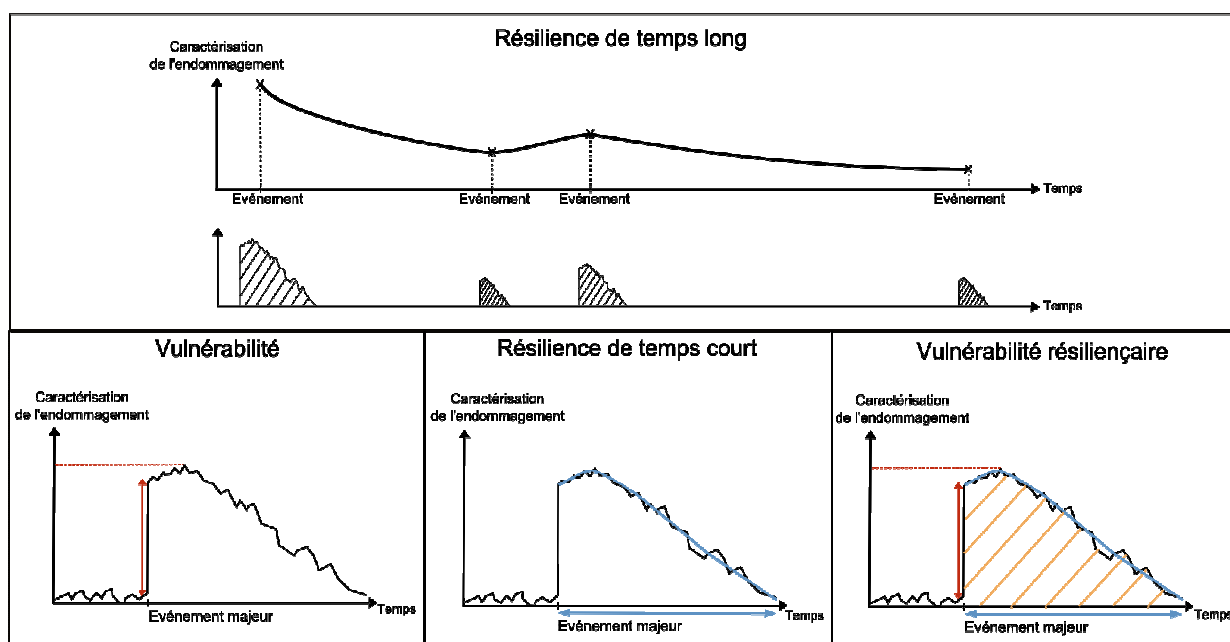 Résilience de temps long
Caractérisation
de l'endommagement
Temps
Evénement
Evénement
Evénement
Evénement
Temps
Vulnérabilité
Caractérisation
de l'endommagement
Temps
Evénement majeur
Résilience de temps court
Caractérisation
de l'endommagement
Temps
Evénement majeur
Vulnérabilité résiliençaire
Caractérisation
de l'endommagement
Temps
Evénement majeur